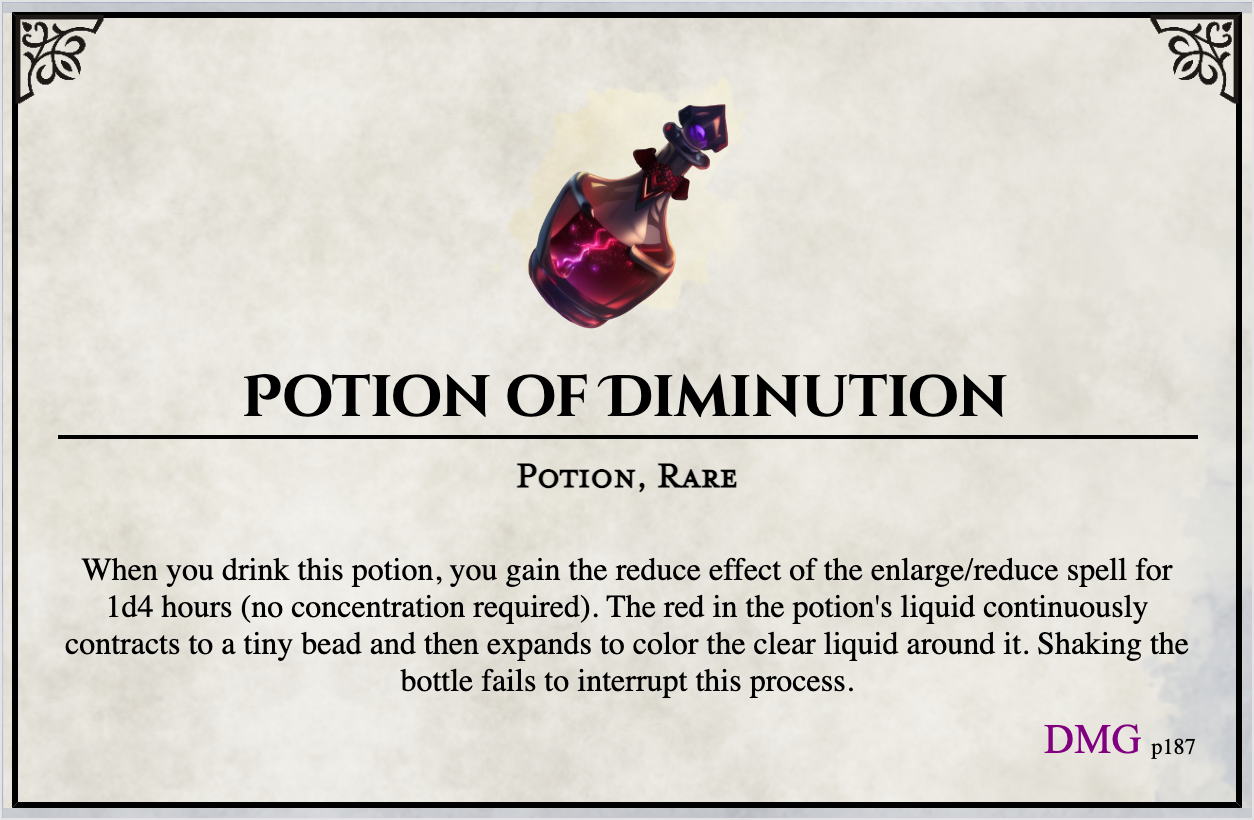 Potion of Diminution
Potion, Rare
When you drink this potion, you gain the reduce effect of the enlarge/reduce spell for
1d4 hours (no concentration required). The red in the potion's liquid continuously
contracts to a tiny bead and then expands to color the clear liquid around it. Shaking the
bottle fails to interrupt this process.
DMG p187